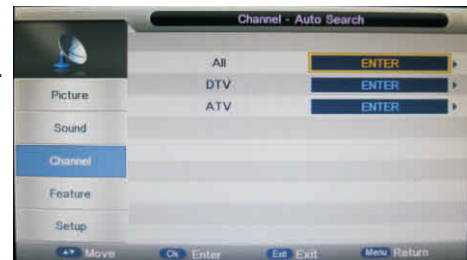 Channel - Auto Search
All ENTER
DTV ENTER
ATV ENTER
Picture
Sound
Channel
Feature
Setup
Move Ok Enter Exit Exit Menu Return